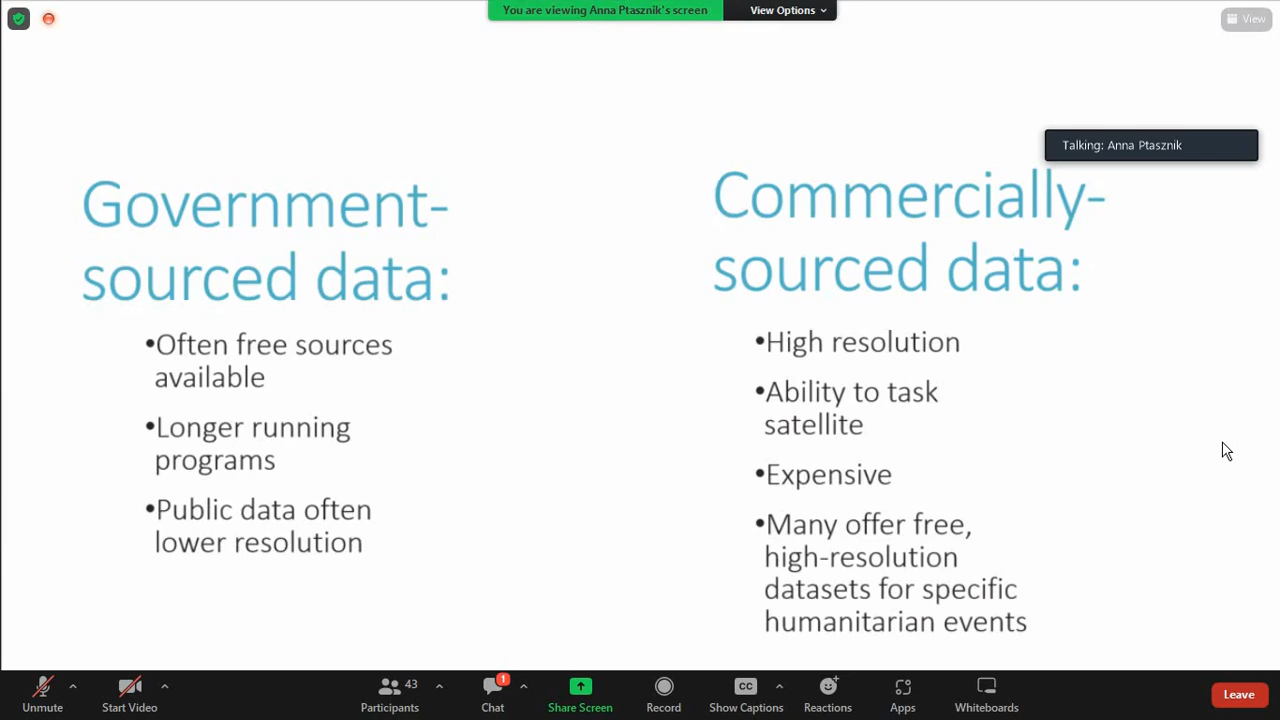 You are viewing Anna Ptasznik's screen
View Options
View
Talking: Anna Ptasznik
Government-
sourced data:
•Often free sources
available
•Longer running
programs
•Public data often
lower resolution
Commercially-
sourced data:
•High resolution
•Ability to task
satellite
•Expensive
•Many offer free,
high-resolution
datasets for specific
humanitarian events
Unmute
Start Video
43
Participants
1
Chat
Share Screen
Record
CC
Show Captions
Reactions
Apps
Whiteboards
Leave